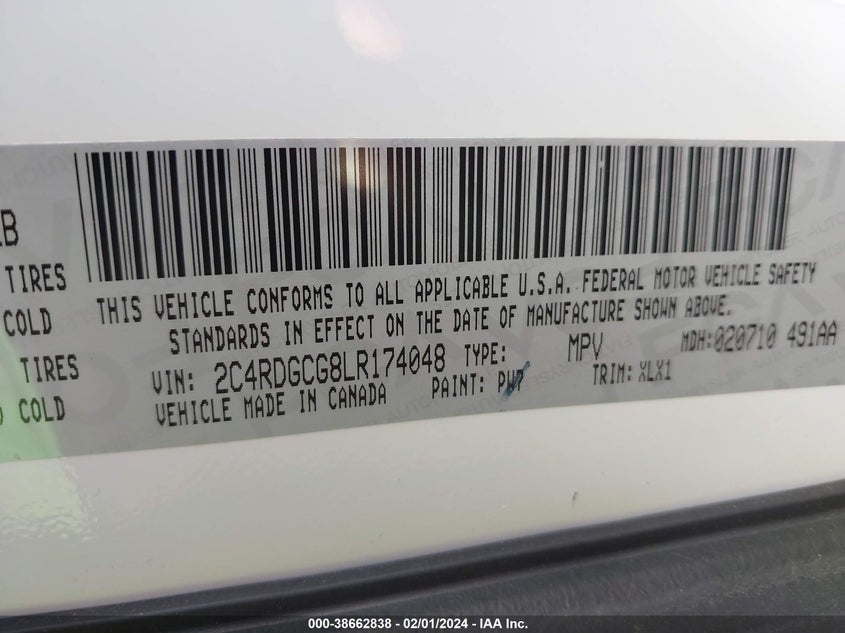 LB
TIRES
COLD
TIRES
COLD
THIS VEHICLE CONFORMS TO ALL APPLICABLE U.S.A. FEDERAL MOTOR VEHICLE SAFETY
STANDARDS IN EFFECT ON THE DATE OF MANUFACTURE SHOWN ABOVE.
VIN: 2C4RDGCG8LR174048 TYPE: MPV MDH:020710 491AA
VEHICLE MADE IN CANADA PAINT: PW7 TRIM: XLX1
000-38662838 - 02/01/2024 - IAA Inc.